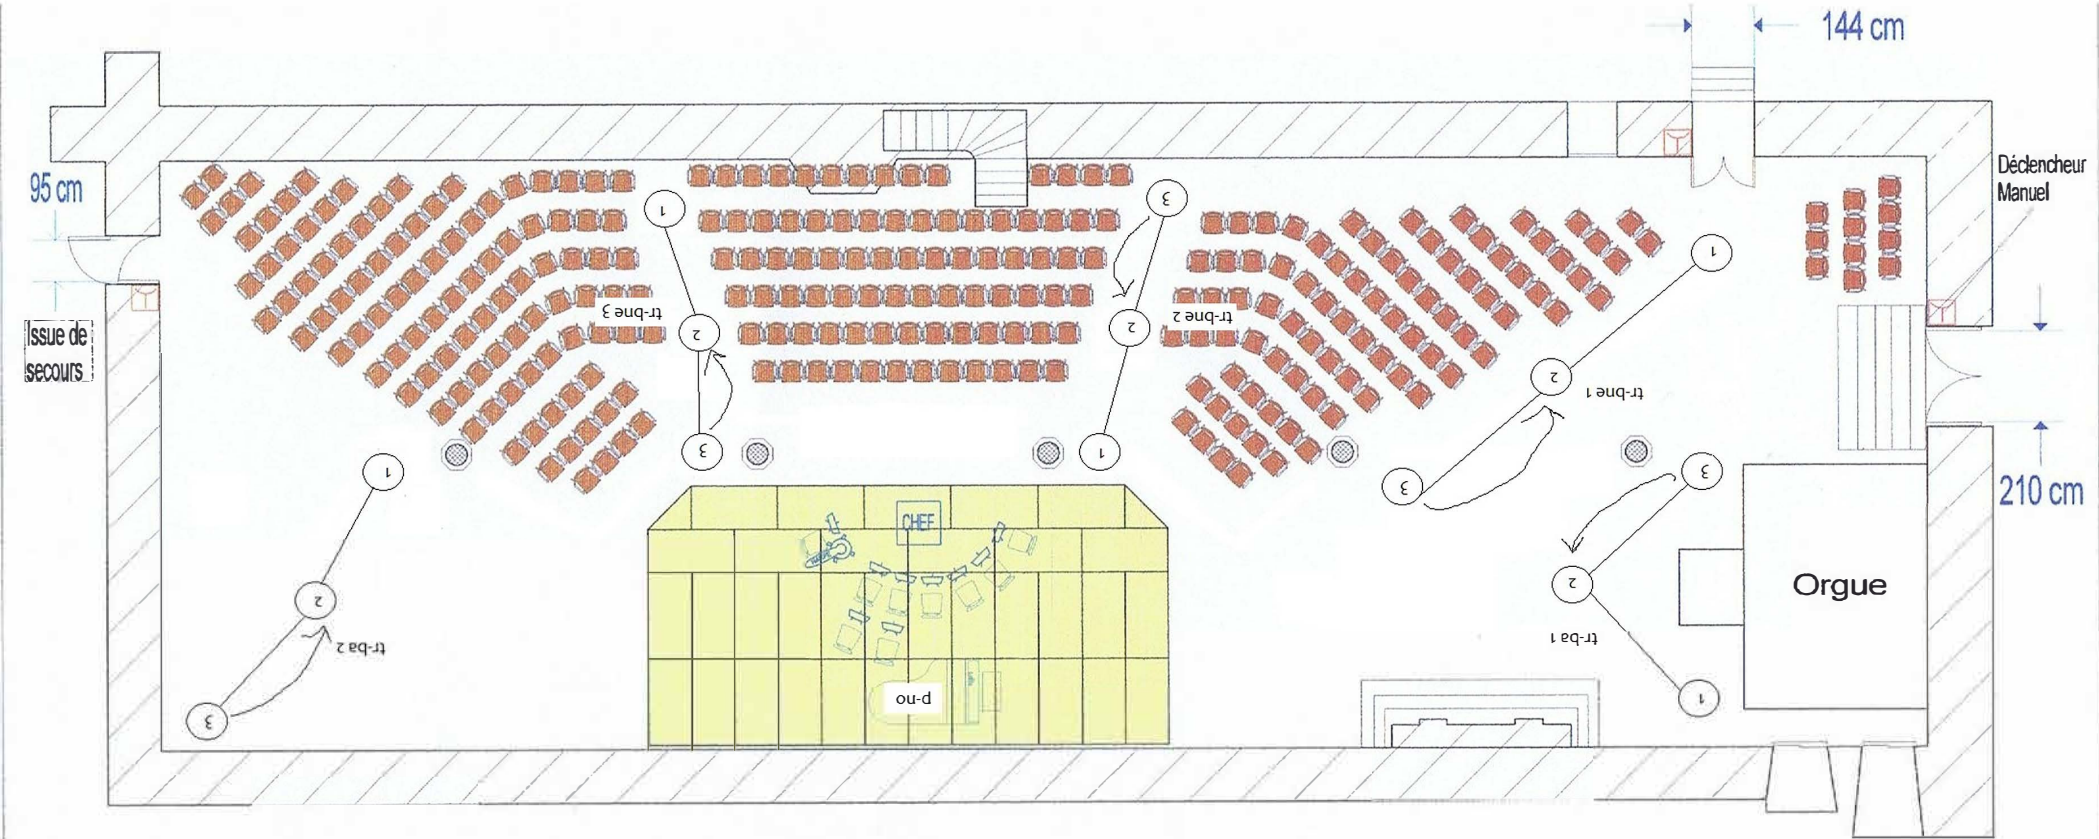 144 cm
Déclencheur
Manuel
95 cm
Issue de
secours
210 cm
3
1
1
tr-bne 3
2
tr-bne 2
2
2
tr-bne 1
3
1
3
1
3
CHEF
2
2
tr-ba 2
tr-ba 1
Orgue
p-no
3
1